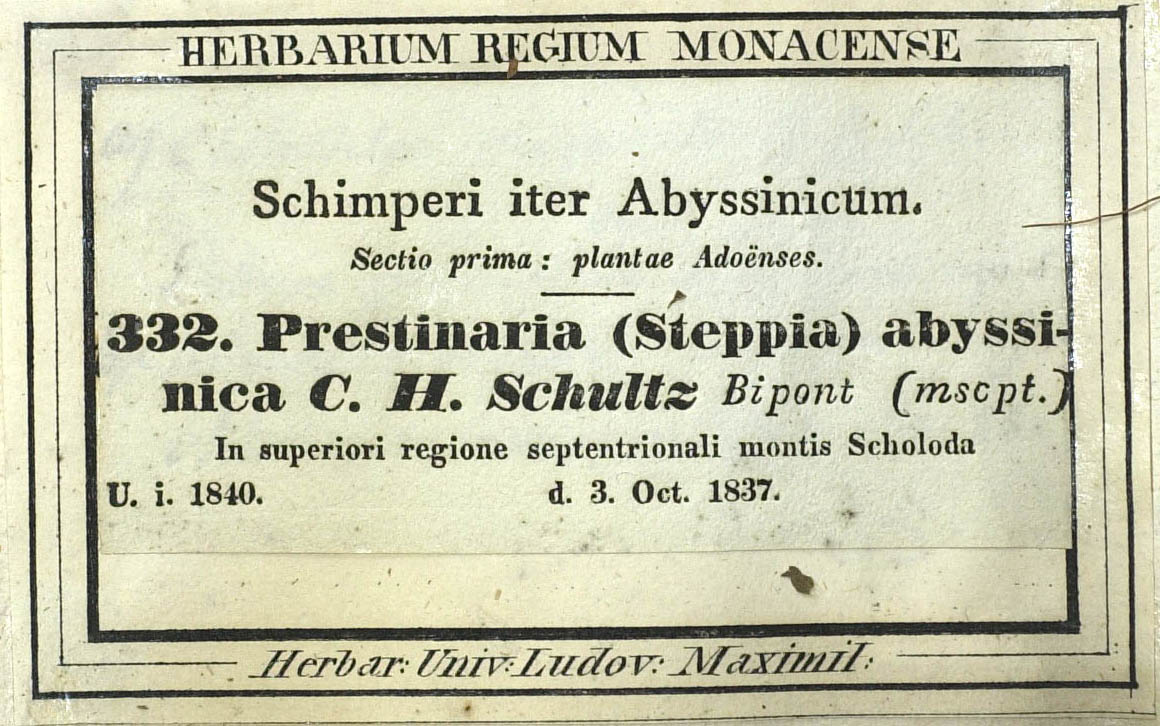 HERBARIUM REGIUM MONACENSE
Schimperi iter Abyssinicum.
Sectio prima: plantae Adoënses.
332. Prestinaria (Steppia) abyssi-
nica C. H. Schultz Bipont (mscpt.)
In superiori regione septentrionali montis Scholoda
U. i. 1840. d. 3. Oct. 1837.
Herbar: Univ: Ludov: Maximil: